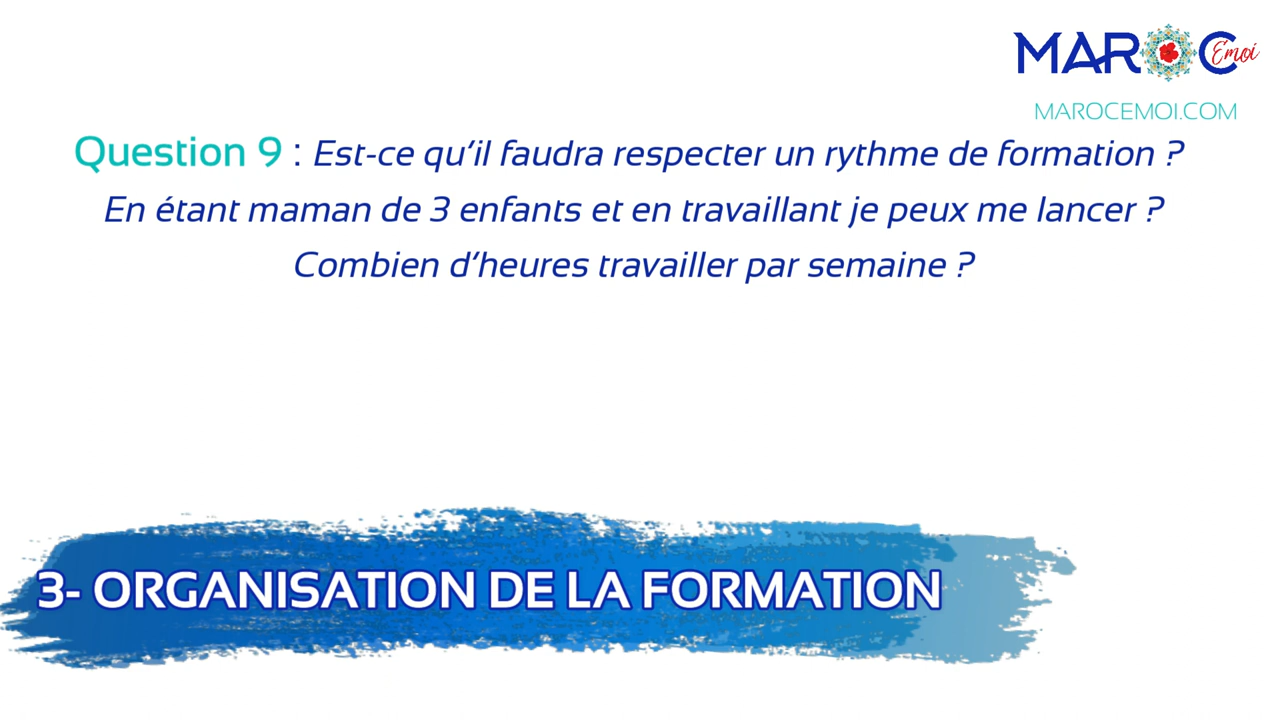 MAROC Émoi
MAROCEMOI.COM
Question 9 : Est-ce qu’il faudra respecter un rythme de formation ?
En étant maman de 3 enfants et en travaillant je peux me lancer ?
Combien d’heures travailler par semaine ?
3- ORGANISATION DE LA FORMATION